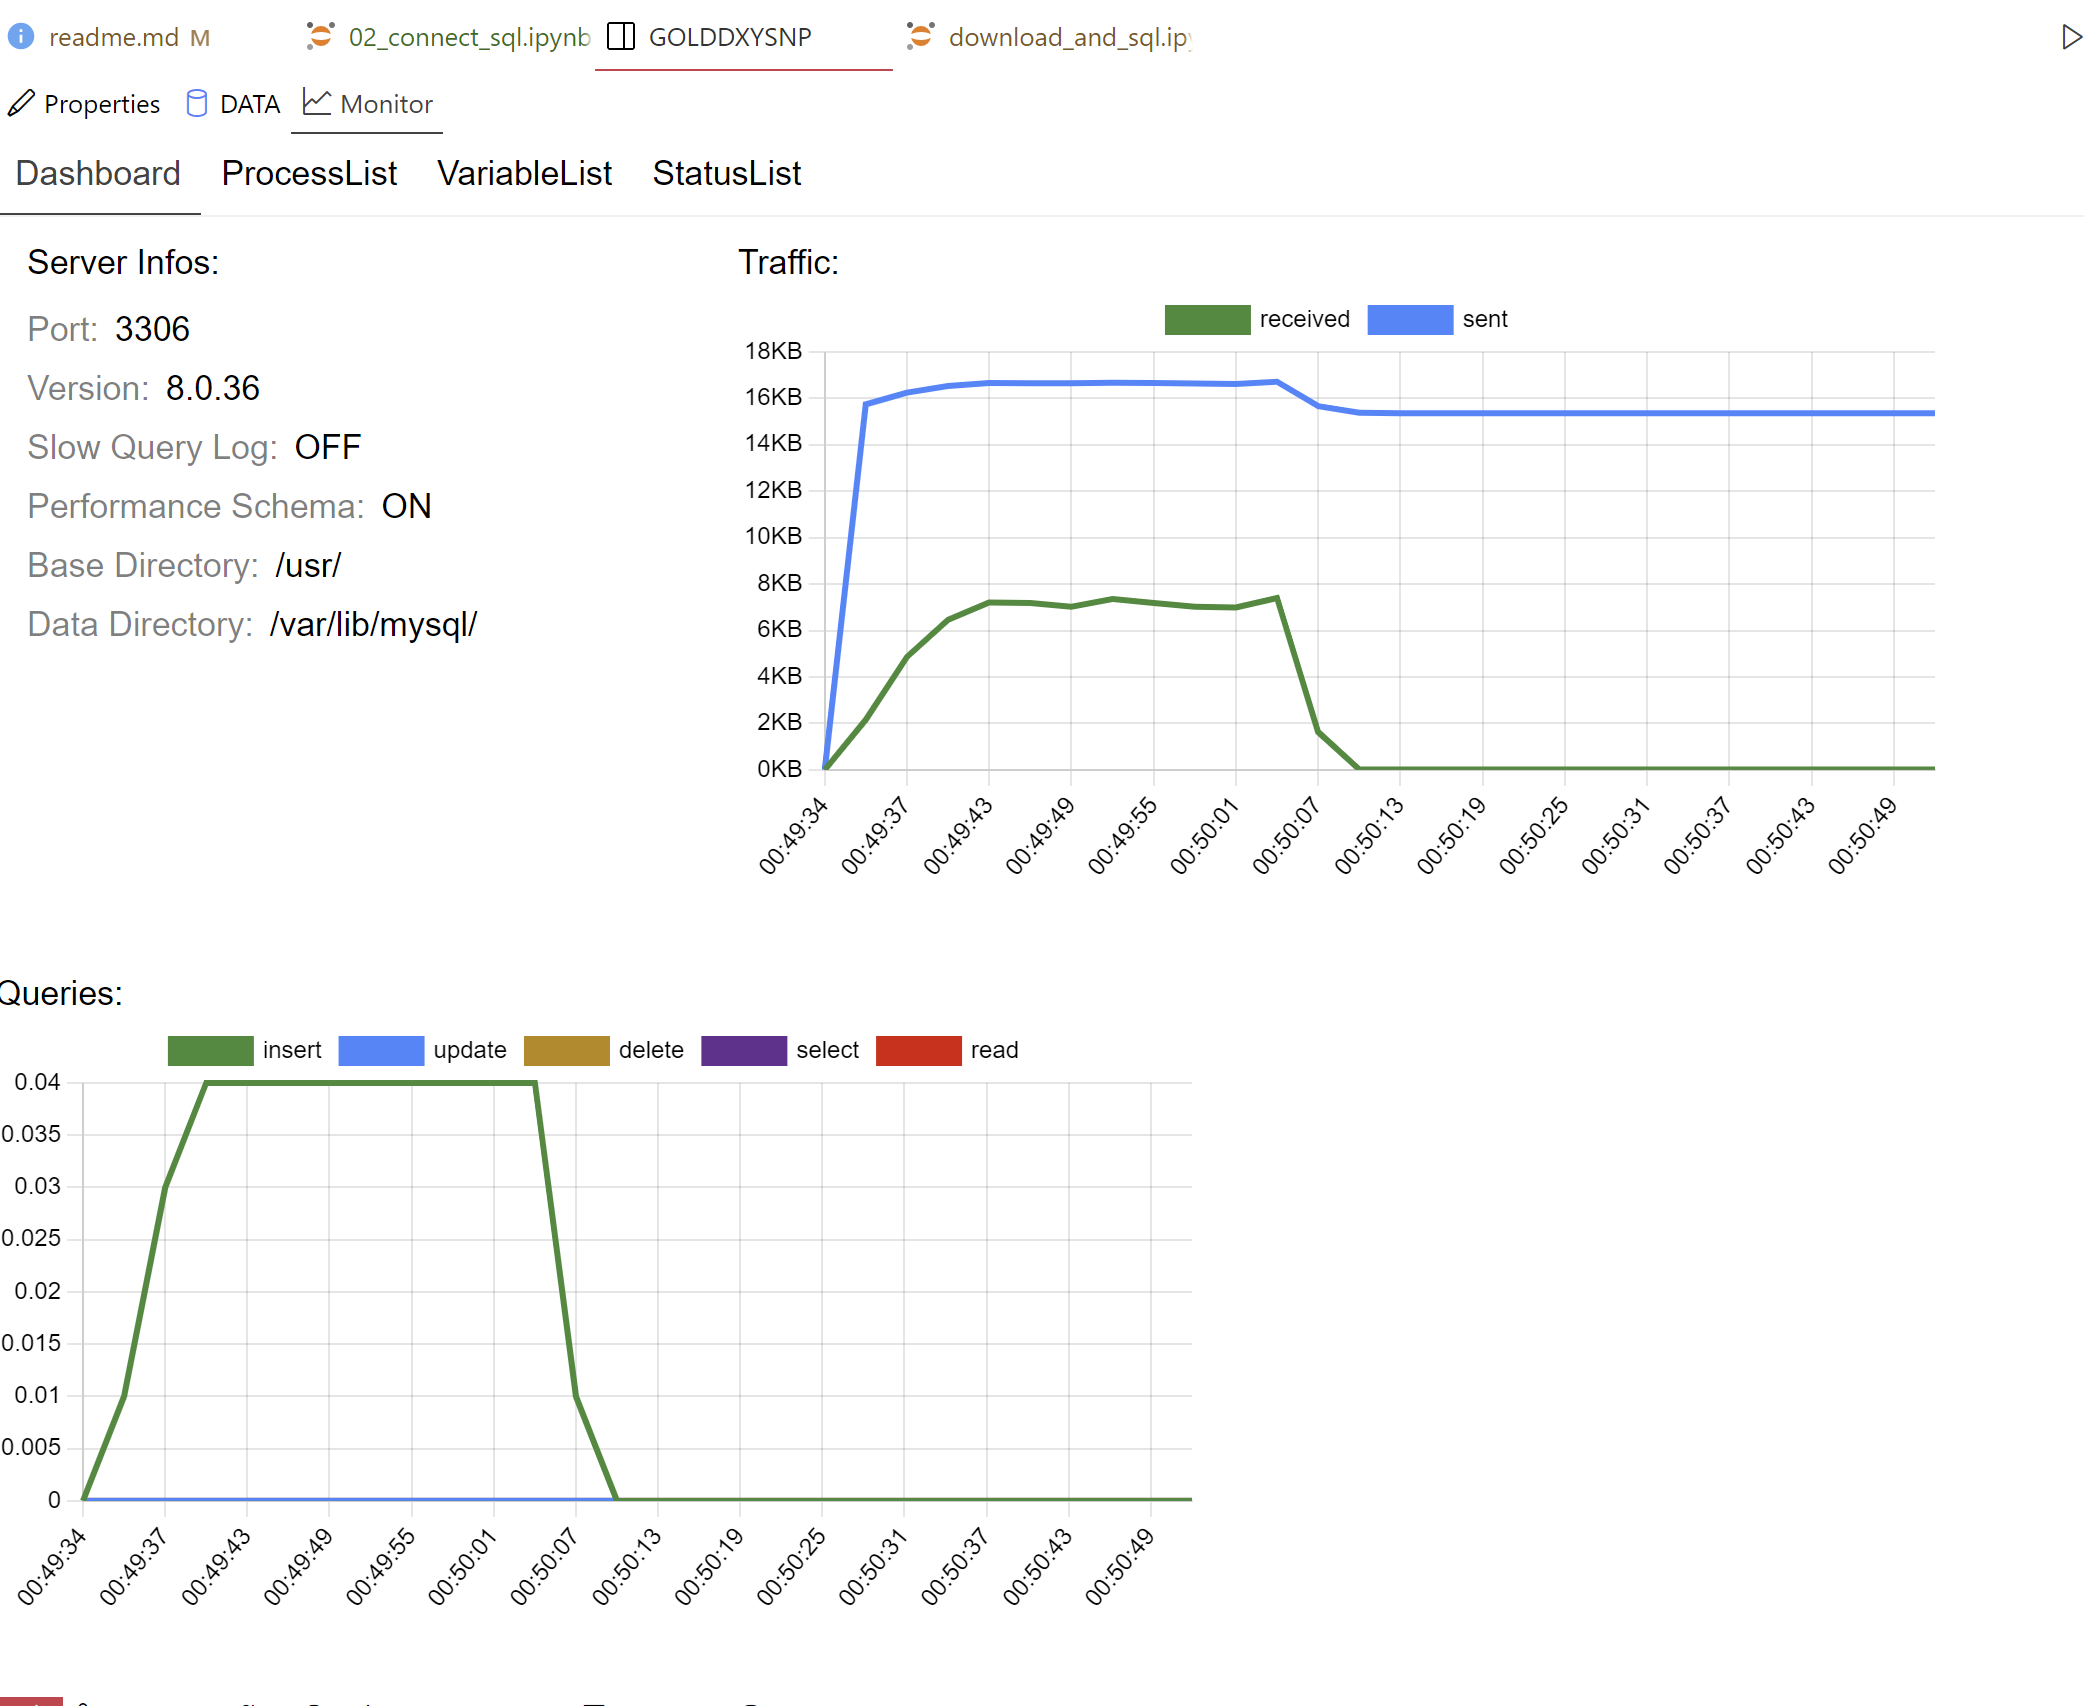 readme.md M 02_connect_sql.ipynb GOLDDXYSNP download_and_sql.ip
Properties DATA Monitor
Dashboard ProcessList VariableList StatusList
Server Infos:
Port: 3306
Version: 8.0.36
Slow Query Log: OFF
Performance Schema: ON
Base Directory: /usr/
Data Directory: /var/lib/mysql/
Traffic:
received sent
18KB
16KB
14KB
12KB
10KB
8KB
6KB
4KB
2KB
0KB
00:49:34 00:49:37 00:49:43 00:49:49 00:49:55 00:50:01 00:50:07 00:50:13 00:50:19 00:50:25 00:50:31 00:50:37 00:50:43 00:50:49
Queries:
insert update delete select read
0.04
0.035
0.03
0.025
0.02
0.015
0.01
0.005
0
00:49:34 00:49:37 00:49:43 00:49:49 00:49:55 00:50:01 00:50:07 00:50:13 00:50:19 00:50:25 00:50:31 00:50:37 00:50:43 00:50:49